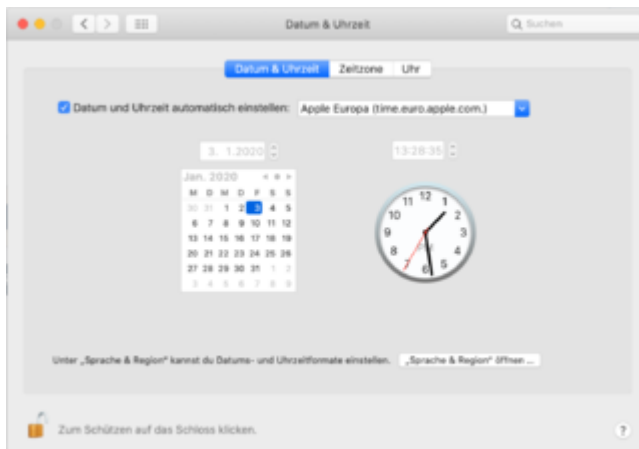 Datum & Uhrzeit
Suchen
Datum & Uhrzeit Zeitzone Uhr
Datum und Uhrzeit automatisch einstellen: Apple Europa (time.euro.apple.com.)
3. 1.2020 13:28:35
Jan. 2020
M D M D F S S
30 31 1 2 3 4 5
6 7 8 9 10 11 12
13 14 15 16 17 18 19
20 21 22 23 24 25 26
27 28 29 30 31 1 2
3 4 5 6 7 8 9
12
11 1
10 2
9 3
8 4
7 5
6
Unter „Sprache & Region“ kannst du Datums- und Uhrzeitformate einstellen. „Sprache & Region“ öffnen ...
Zum Schützen auf das Schloss klicken.
?